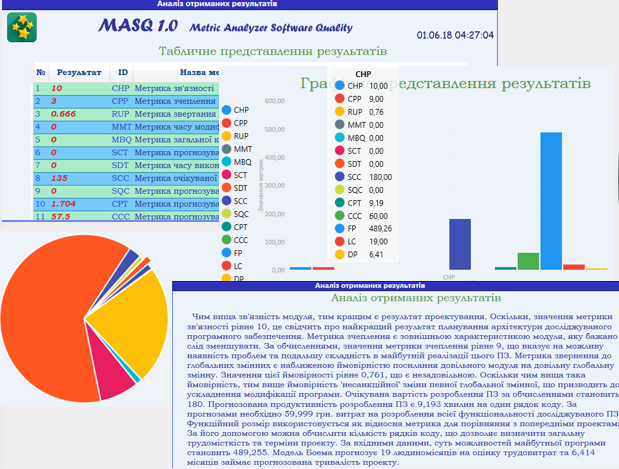 Аналіз отриманих результатів
MASQ 1.0 Metric Analyzer Software Quality
01.06.18 04:27:04
Табличне представлення результатів
№ Результат ID Назва ме
1 10 CHP Метрика зв'язності
2 3 CPP Метрика зчеплення
3 0.666 RUP Метрика звертання
4 0 MMT Метрика часу модиф
5 0 MBQ Метрика загальної к
6 0 SCT Метрика прогнозува
7 0 SDT Метрика часу викон
8 135 SCC Метрика очікуваної
9 0 SQC Метрика прогнозува
10 1.704 CPT Метрика прогнозува
11 57.5 CCC Метрика прогнозува
представлення результатів
600,00
500,00
400,00
300,00
200,00
100,00
0,00
Значення метрик
CHP
CPP
RUP
MMT
MBQ
SCT
SDT
SCC
SQC
CPT
CCC
FP
LC
DP
CHP
CHP 10,00
CPP 9,00
RUP 0,76
MMT 0,00
MBQ 0,00
SCT 0,00
SDT 0,00
SCC 180,00
SQC 0,00
CPT 9,19
CCC 60,00
FP 489,26
LC 19,00
DP 6,41
CHP
Аналіз отриманих результатів
Аналіз отриманих результатів
Чим вища зв'язність модуля, тим кращим є результат проектування. Оскільки, значення метрики
зв'язності рівне 10, це свідчить про найкращий результат планування архітектури досліджуваного
програмного забезпечення. Метрика зчеплення є зовнішньою характеристикою модуля, яку бажано
слід зменшувати. За обчисленнями, значення метрики зчеплення рівне 9, що вказує на можливу
наявність проблем та подальшу складність в майбутній реалізації цього ПЗ. Метрика звернення до
глобальних змінних є наближеною ймовірністю посилання довільного модуля на довільну глобальну
змінну. Значення цієї ймовірності рівне 0,761, що є незадовільною. Оскільки чим вища така
ймовірність, тим вище ймовірність 'несанкційної' зміни певної глобальної змінної, що призводить до
ускладнення модифікації програми. Очікувана вартість розроблення ПЗ за обчисленнями становить
180. Прогнозована продуктивність розроблення ПЗ є 9,193 хвилин на один рядок коду. За
прогнозами необхідно 59,999 грн. витрат на розроблення всієї функціональності досліджуваного ПЗ
Функційний розмір використовується як відносна метрика для порівняння з попередніми проектами
За його допомогою можна обчислити кількість рядків коду, що дозволяє визначити загальну
трудомісткість та терміни проекту. За вхідними даними, суть можливостей майбутньої програми
становить 489,255. Модель Боема прогнозує 19 людиномісяців на оцінку трудовитрат та 6,414
місяців займає прогнозована тривалість проекту.